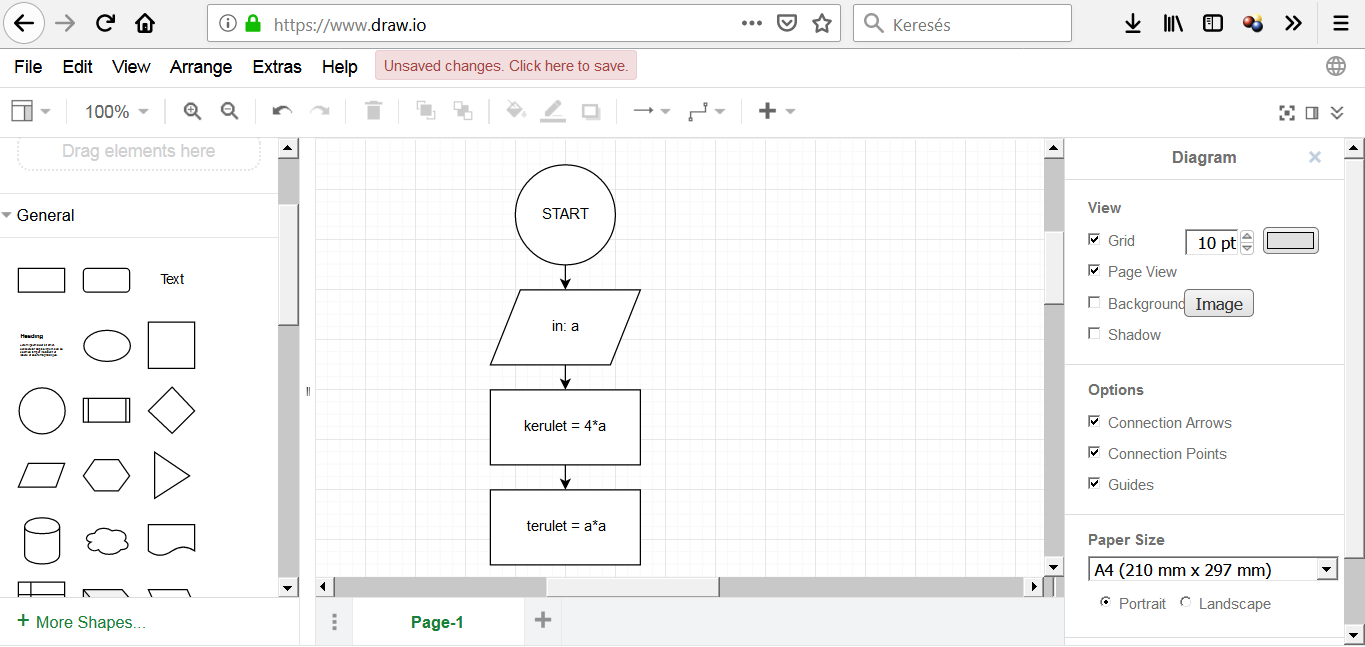 https://www.draw.io
Keresés
File Edit View Arrange Extras Help Unsaved changes. Click here to save.
100%
Drag elements here
General
Text
Heading
More Shapes...
START
in: a
kerulet = 4*a
terulet = a*a
Page-1
Diagram
View
Grid 10 pt
Page View
Background Image
Shadow
Options
Connection Arrows
Connection Points
Guides
Paper Size
A4 (210 mm x 297 mm)
Portrait Landscape